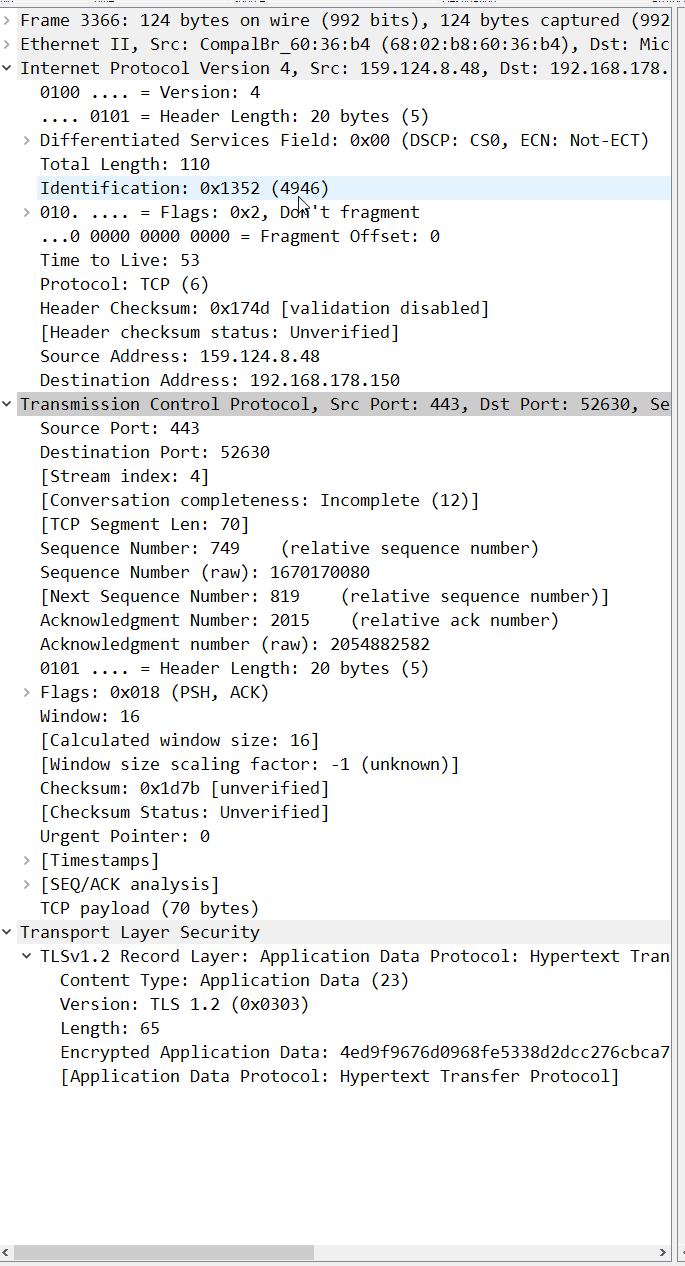 Frame 3366: 124 bytes on wire (992 bits), 124 bytes captured (992
Ethernet II, Src: CompalBr_60:36:b4 (68:02:b8:60:36:b4), Dst: Mic
Internet Protocol Version 4, Src: 159.124.8.48, Dst: 192.168.178.
0100 .... = Version: 4
.... 0101 = Header Length: 20 bytes (5)
Differentiated Services Field: 0x00 (DSCP: CS0, ECN: Not-ECT)
Total Length: 110
Identification: 0x1352 (4946)
010. .... = Flags: 0x2, Don't fragment
...0 0000 0000 0000 = Fragment Offset: 0
Time to Live: 53
Protocol: TCP (6)
Header Checksum: 0x174d [validation disabled]
[Header checksum status: Unverified]
Source Address: 159.124.8.48
Destination Address: 192.168.178.150
Transmission Control Protocol, Src Port: 443, Dst Port: 52630, Se
Source Port: 443
Destination Port: 52630
[Stream index: 4]
[Conversation completeness: Incomplete (12)]
[TCP Segment Len: 70]
Sequence Number: 749    (relative sequence number)
Sequence Number (raw): 1670170080
[Next Sequence Number: 819    (relative sequence number)]
Acknowledgment Number: 2015    (relative ack number)
Acknowledgment number (raw): 2054882582
0101 .... = Header Length: 20 bytes (5)
Flags: 0x018 (PSH, ACK)
Window: 16
[Calculated window size: 16]
[Window size scaling factor: -1 (unknown)]
Checksum: 0x1d7b [unverified]
[Checksum Status: Unverified]
Urgent Pointer: 0
[Timestamps]
[SEQ/ACK analysis]
TCP payload (70 bytes)
Transport Layer Security
TLSv1.2 Record Layer: Application Data Protocol: Hypertext Tran
Content Type: Application Data (23)
Version: TLS 1.2 (0x0303)
Length: 65
Encrypted Application Data: 4ed9f9676d0968fe5338d2dcc276cbca7
[Application Data Protocol: Hypertext Transfer Protocol]